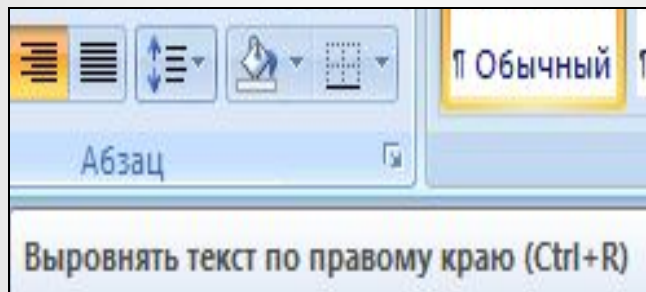 ¶ Обычный
Абзац
Выровнять текст по правому краю (Ctrl+R)